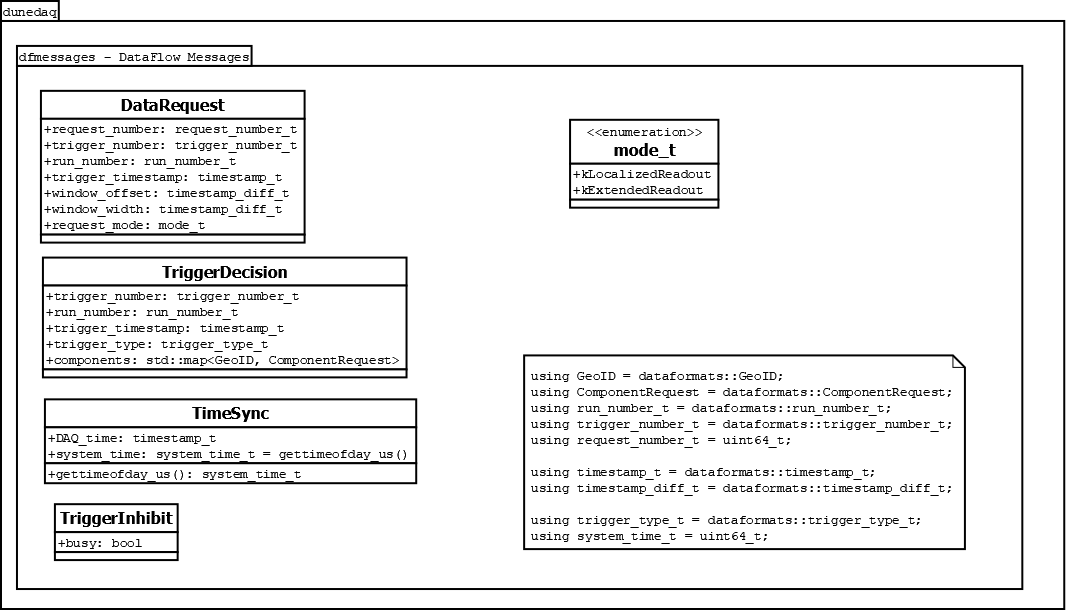 dunedaq
dfmessages - DataFlow Messages
DataRequest
+request_number: request_number_t
+trigger_number: trigger_number_t
+run_number: run_number_t
+trigger_timestamp: timestamp_t
+window_offset: timestamp_diff_t
+window_width: timestamp_diff_t
+request_mode: mode_t
<<enumeration>>
mode_t
+kLocalizedReadout
+kExtendedReadout
TriggerDecision
+trigger_number: trigger_number_t
+run_number: run_number_t
+trigger_timestamp: timestamp_t
+trigger_type: trigger_type_t
+components: std::map<GeoID, ComponentRequest>
TimeSync
+DAQ_time: timestamp_t
+system_time: system_time_t = gettimeofday_us()
+gettimeofday_us(): system_time_t
TriggerInhibit
+busy: bool
using GeoID = dataformats::GeoID;
using ComponentRequest = dataformats::ComponentRequest;
using run_number_t = dataformats::run_number_t;
using trigger_number_t = dataformats::trigger_number_t;
using request_number_t = uint64_t;
using timestamp_t = dataformats::timestamp_t;
using timestamp_diff_t = dataformats::timestamp_diff_t;
using trigger_type_t = dataformats::trigger_type_t;
using system_time_t = uint64_t;